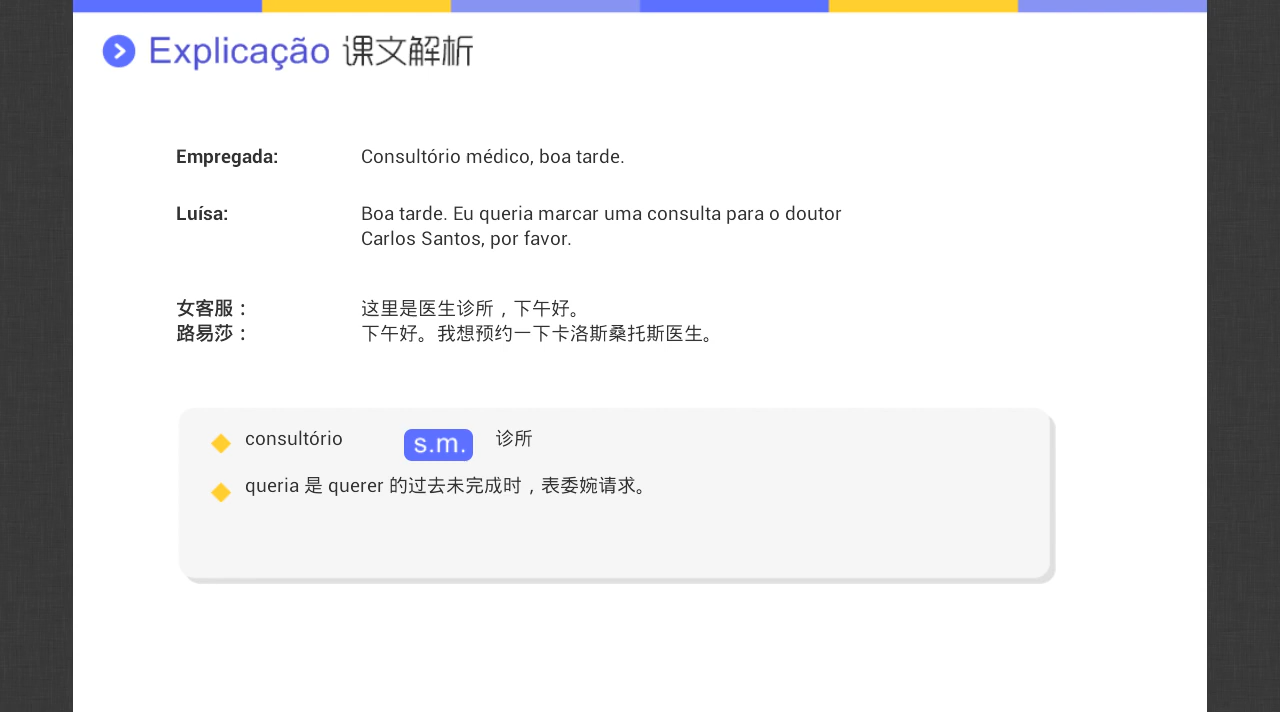 Explicação 课文解析
Empregada: Consultório médico, boa tarde.
Luísa: Boa tarde. Eu queria marcar uma consulta para o doutor
Carlos Santos, por favor.
女客服： 这里是医生诊所，下午好。
路易莎： 下午好。我想预约一下卡洛斯桑托斯医生。
consultório s.m. 诊所
queria 是 querer 的过去未完成时，表委婉请求。